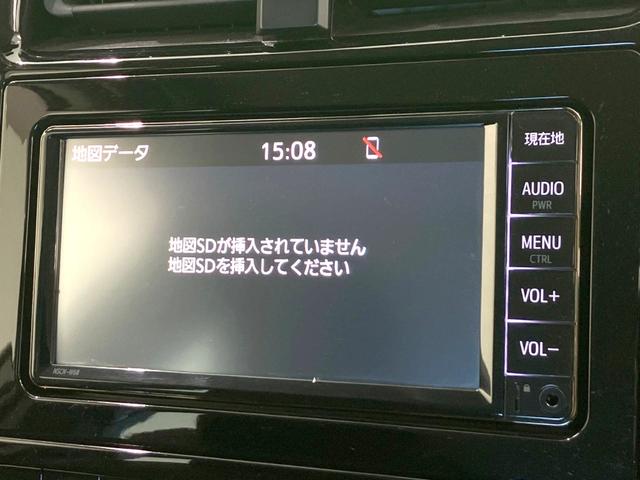 地図データ 15:08
地図SDが挿入されていません
地図SDを挿入してください
現在地
AUDIO
PWR
MENU
CTRL
VOL+
VOL-
NSCN-W68